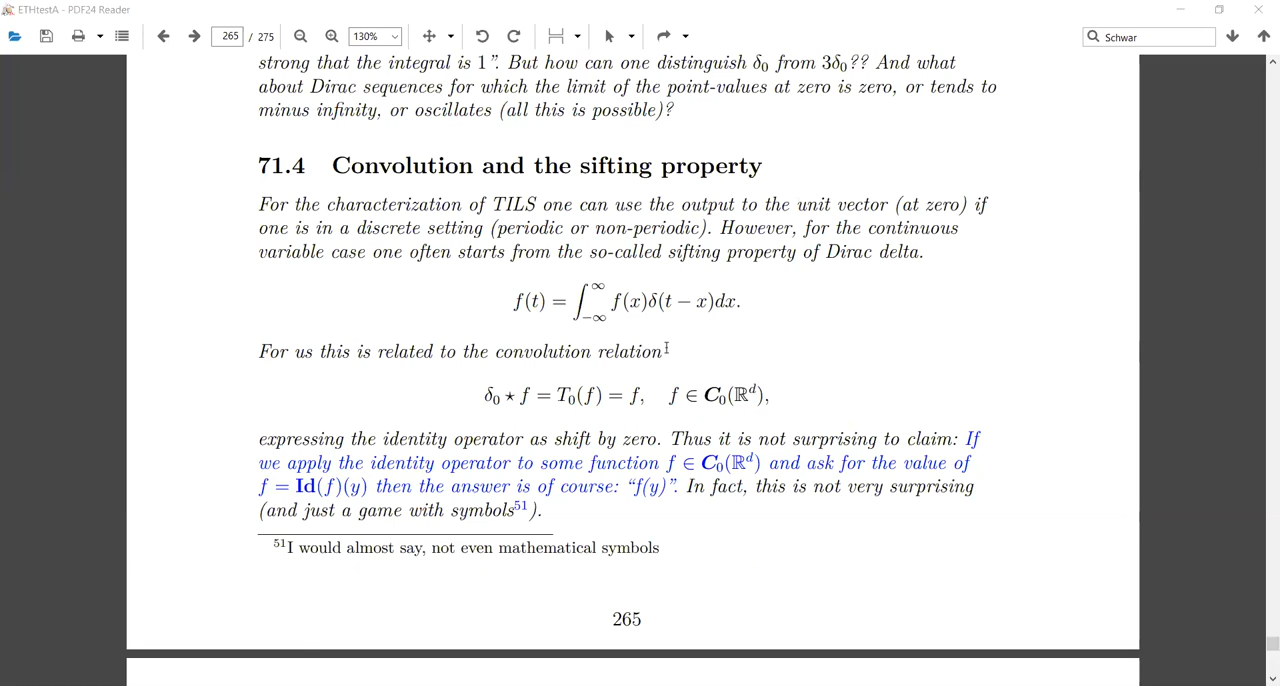 ETHtestA - PDF24 Reader
265 / 275
130%
Schwar
strong that the integral is 1”. But how can one distinguish δ₀ from 3δ₀?? And what
about Dirac sequences for which the limit of the point-values at zero is zero, or tends to
minus infinity, or oscillates (all this is possible)?
71.4 Convolution and the sifting property
For the characterization of TILS one can use the output to the unit vector (at zero) if
one is in a discrete setting (periodic or non-periodic). However, for the continuous
variable case one often starts from the so-called sifting property of Dirac delta.
f(t) = ∫_{-∞}^{∞} f(x)δ(t − x)dx.
For us this is related to the convolution relation
δ₀ ⋆ f = T₀(f) = f, f ∈ C₀(ℝᵈ),
expressing the identity operator as shift by zero. Thus it is not surprising to claim: If
we apply the identity operator to some function f ∈ C₀(ℝᵈ) and ask for the value of
f = Id(f)(y) then the answer is of course: “f(y)”. In fact, this is not very surprising
(and just a game with symbols⁵¹).
⁵¹I would almost say, not even mathematical symbols
265